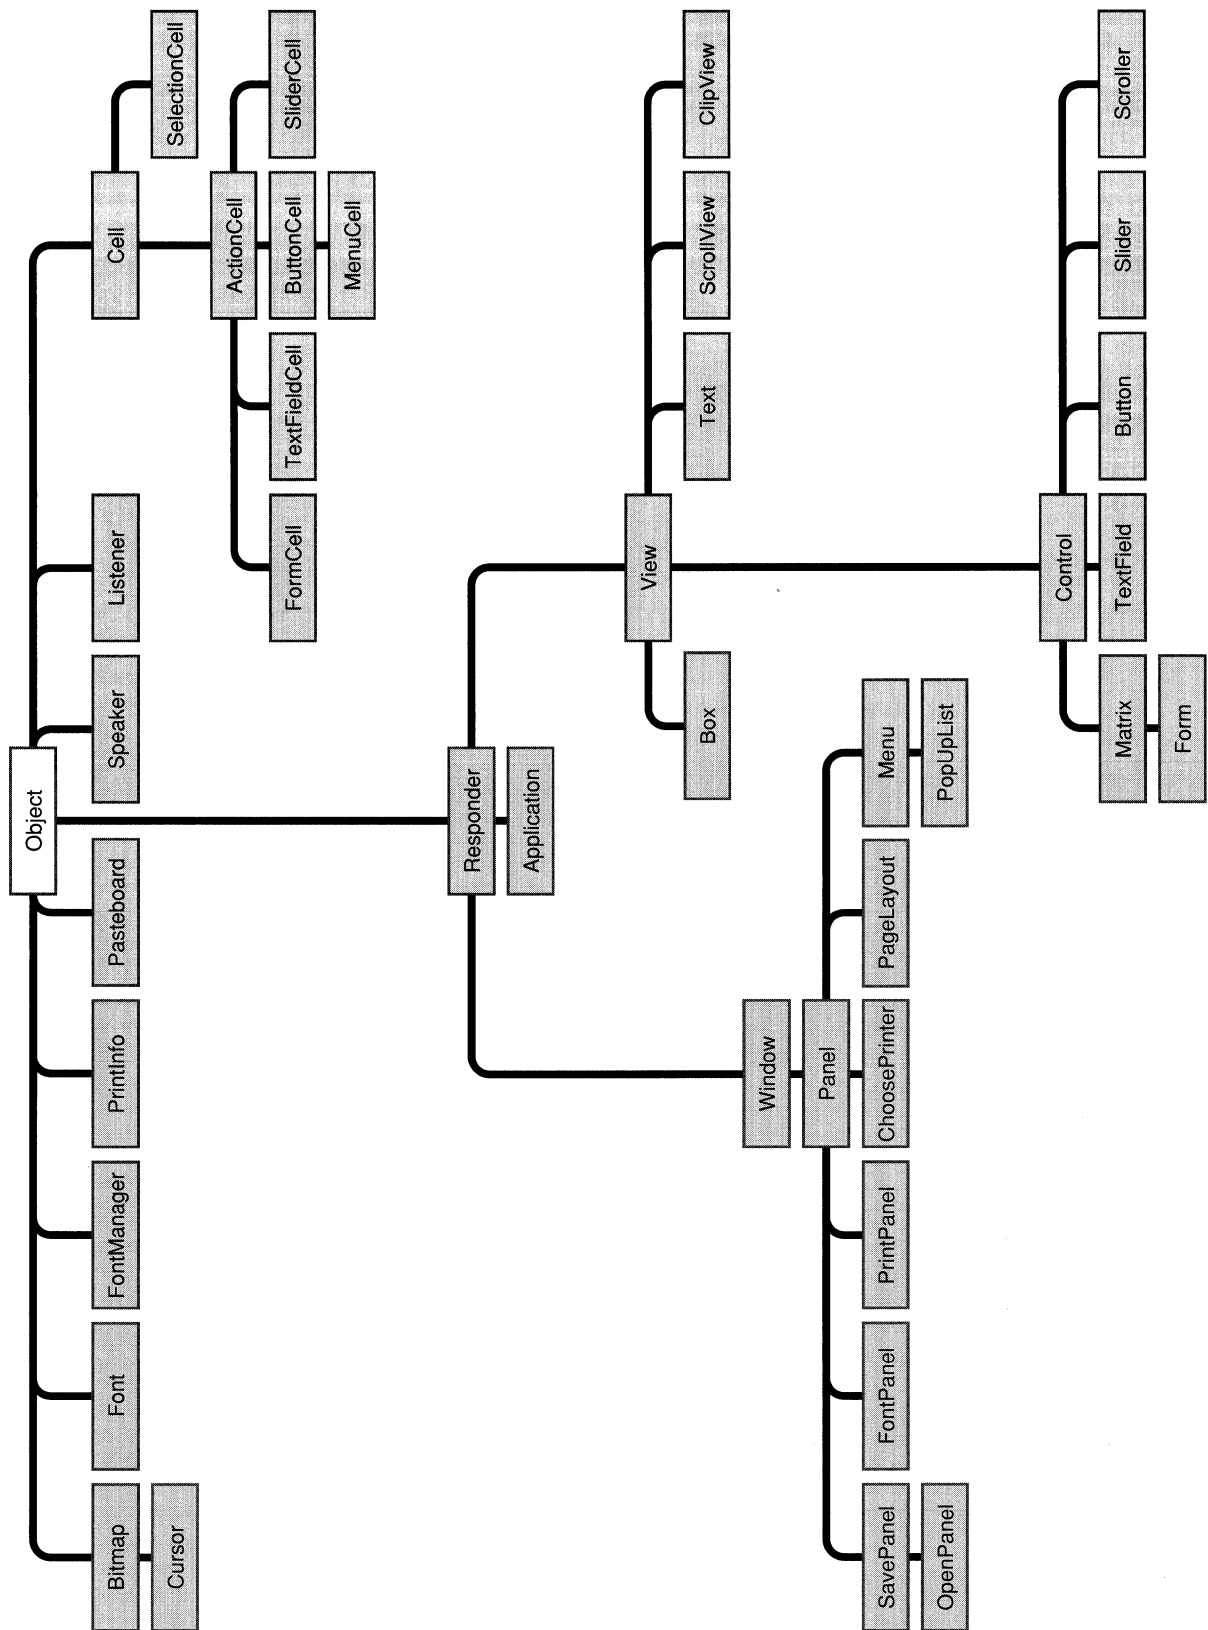 Object
Bitmap
Font
FontManager
PrintInfo
Pasteboard
Speaker
Listener
Cell
Cursor
SelectionCell
ActionCell
FormCell
TextFieldCell
ButtonCell
SliderCell
MenuCell
Responder
Application
View
Box
Text
ScrollView
ClipView
Window
Panel
SavePanel
FontPanel
PrintPanel
ChoosePrinter
PageLayout
Menu
OpenPanel
PopUpList
Control
Matrix
TextField
Button
Slider
Scroller
Form